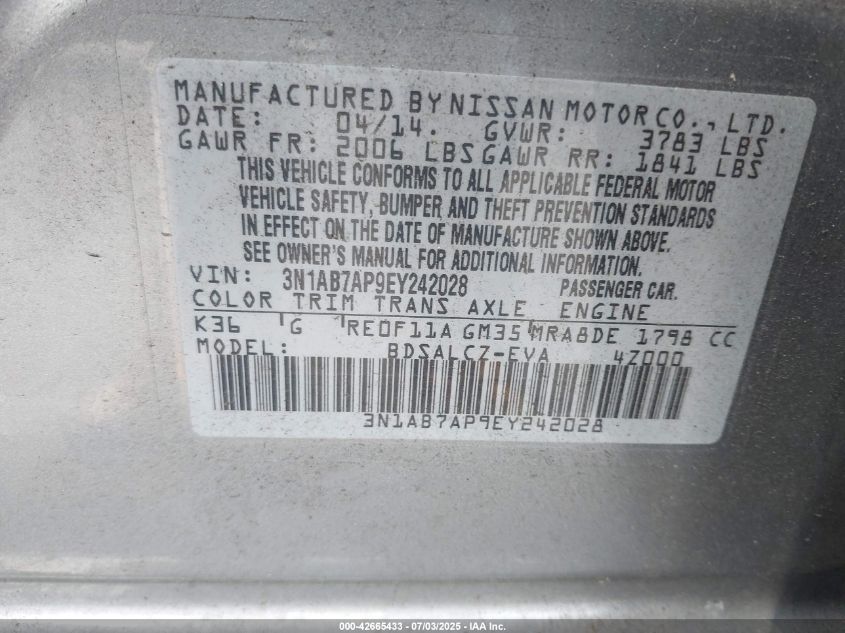 MANUFACTURED BY NISSAN MOTOR CO., LTD.
DATE: 04/14. GVWR: 3783 LBS
GAWR FR: 2006 LBS GAWR RR: 1841 LBS
THIS VEHICLE CONFORMS TO ALL APPLICABLE FEDERAL MOTOR
VEHICLE SAFETY, BUMPER AND THEFT PREVENTION STANDARDS
IN EFFECT ON THE DATE OF MANUFACTURE SHOWN ABOVE.
SEE OWNER'S MANUAL FOR ADDITIONAL INFORMATION.
VIN: 3N1AB7AP9EY242028 PASSENGER CAR.
COLOR TRIM TRANS AXLE ENGINE
K36 G RE0F11A GM35 MRA8DE 1798 CC
MODEL: BDSALCZ-EVA 4Z000
3N1AB7AP9EY242028
000-42665433 - 07/03/2025 - IAA Inc.